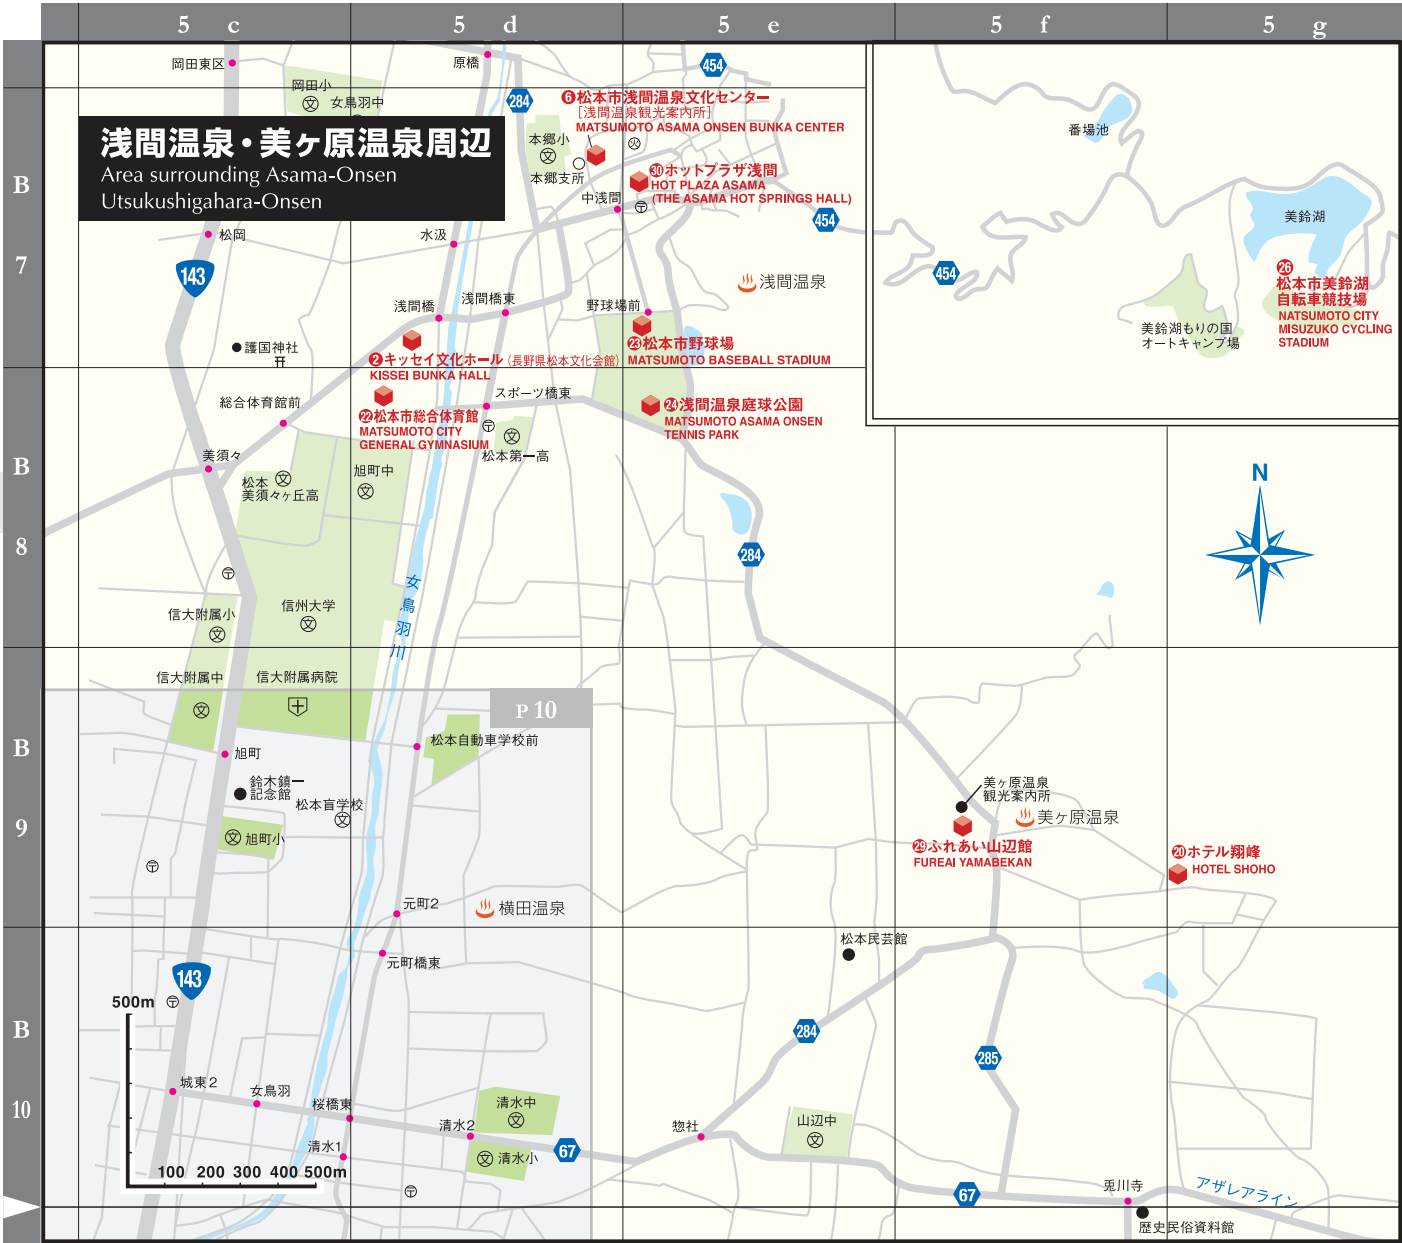 5 c
5 d
5 e
5 f
5 g
B
7
B
8
B
9
B
10
岡田東区
原橋
454
岡田小
女鳥羽中
284
❻松本市浅間温泉文化センター
[浅間温泉観光案内所]
MATSUMOTO ASAMA ONSEN BUNKA CENTER
番場池
浅間温泉・美ヶ原温泉周辺
Area surrounding Asama-Onsen
Utsukushigahara-Onsen
本郷小
文
本郷支所
火
㉚ホットプラザ浅間
HOT PLAZA ASAMA
(THE ASAMA HOT SPRINGS HALL)
中浅間
〒
454
美鈴湖
松岡
水汲
143
浅間温泉
454
㉖
松本市美鈴湖
自転車競技場
NATSUMOTO CITY
MISUZUKO CYCLING
STADIUM
美鈴湖もりの国
オートキャンプ場
浅間橋
浅間橋東
野球場前
護国神社
❷キッセイ文化ホール(長野県松本文化会館)
KISSEI BUNKA HALL
㉓松本市野球場
MATSUMOTO BASEBALL STADIUM
スポーツ橋東
総合体育館前
㉒松本市総合体育館
MATSUMOTO CITY
GENERAL GYMNASIUM
〒
文
松本第一高
㉔浅間温泉庭球公園
MATSUMOTO ASAMA ONSEN
TENNIS PARK
美須々
松本
美須々ヶ丘高
文
旭町中
文
N
284
〒
女鳥羽川
信大附属小
文
信州大学
文
信大附属中
文
信大附属病院
P 10
旭町
松本自動車学校前
鈴木鎮一
記念館
松本盲学校
文
文
旭町小
〒
美ヶ原温泉
観光案内所
美ヶ原温泉
㉙ふれあい山辺館
FUREAI YAMABEKAN
⑳ホテル翔峰
HOTEL SHOHO
元町2
横田温泉
元町橋東
松本民芸館
143
500m
〒
284
285
城東2
女鳥羽
桜橋東
清水中
文
清水2
清水1
文
清水小
67
惣社
山辺中
文
100 200 300 400 500m
〒
67
兎川寺
アザレアライン
歴史民俗資料館